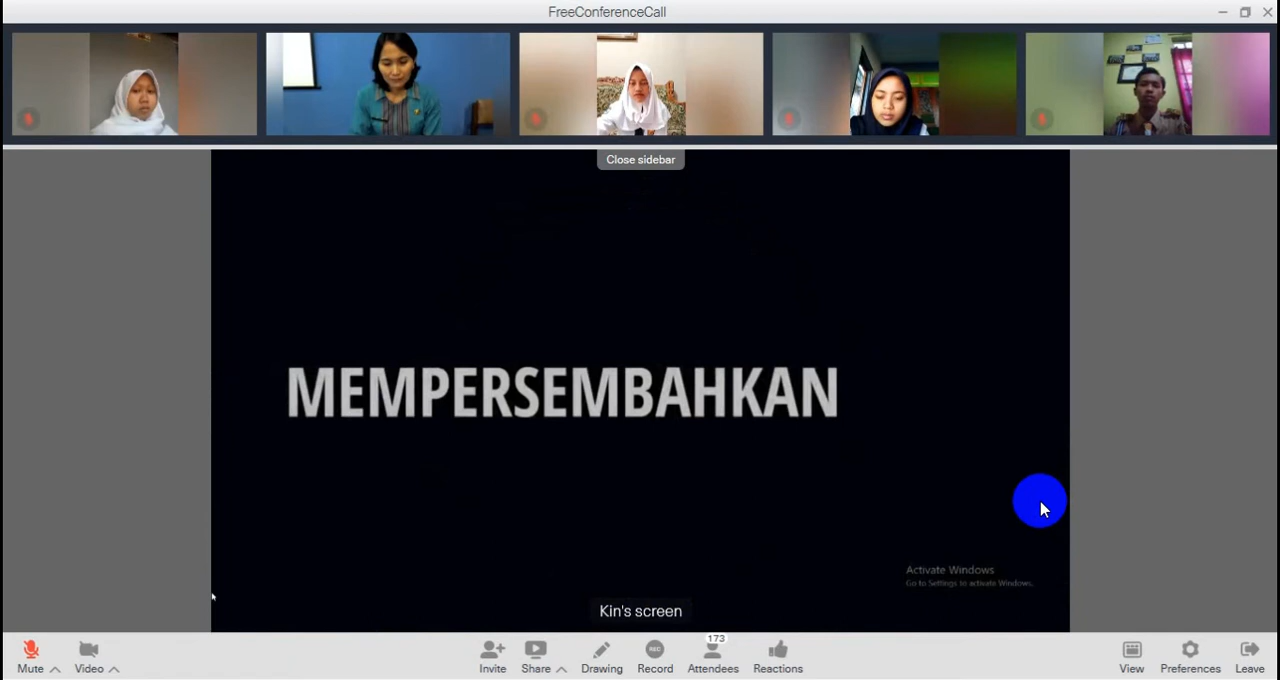 FreeConferenceCall
Close sidebar
MEMPERSEMBAHKAN
Activate Windows
Go to Settings to activate Windows.
Kin's screen
Mute
Video
Invite
Share
Drawing
REC
Record
173
Attendees
Reactions
View
Preferences
Leave